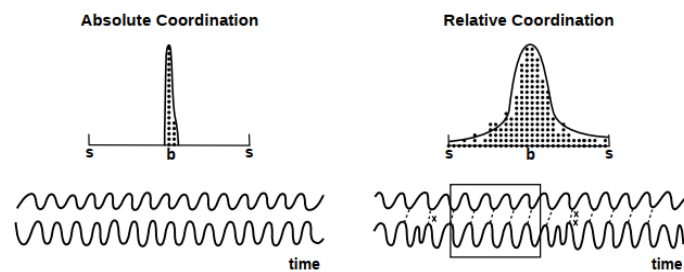 Absolute Coordination
Relative Coordination
s b s
s b s
x
x
x
time
time